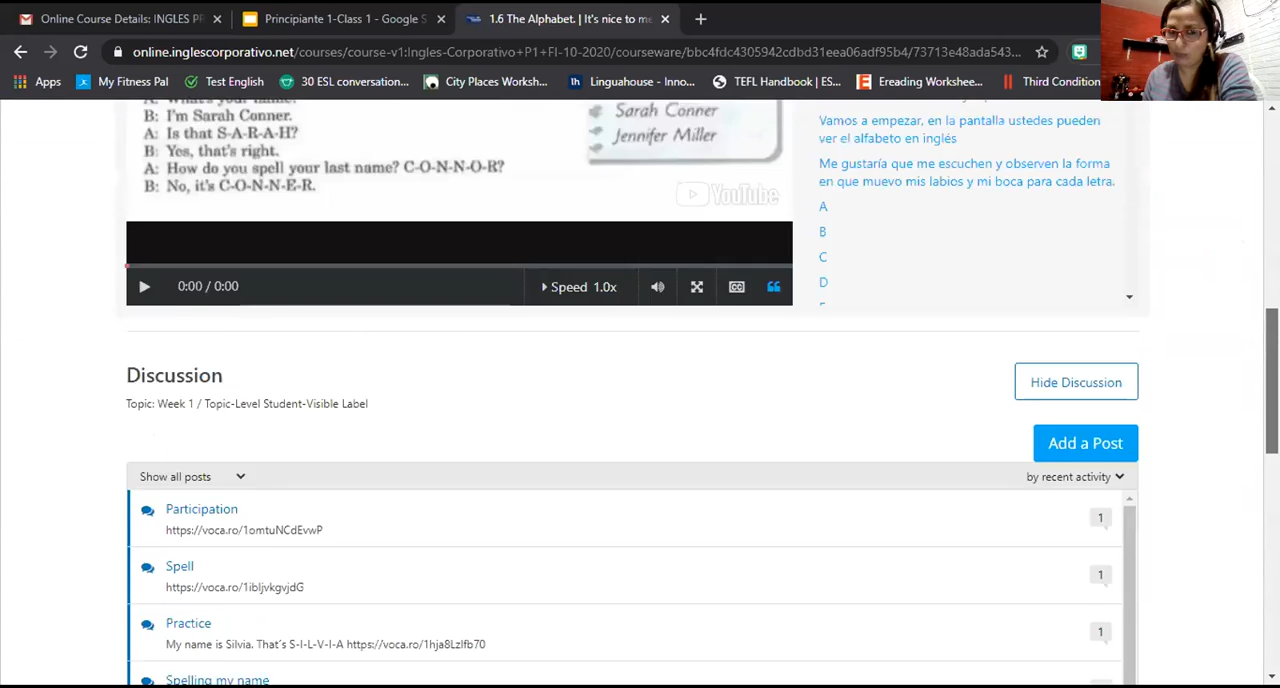 Online Course Details: INGLES PR
Principiante 1-Class 1 - Google S
1.6 The Alphabet. | It's nice to me
online.inglescorporativo.net/courses/course-v1:Ingles-Corporativo+P1+FI-10-2020/courseware/bbc4fdc4305942cdbd31eea06adf95b4/73713e48ada543...
Apps
My Fitness Pal
Test English
30 ESL conversation...
City Places Worksh...
Linguahouse - Inno...
TEFL Handbook | ES...
Ereading Workshee...
Third Condition
A: What's your name?
B: I'm Sarah Conner.
A: Is that S-A-R-A-H?
B: Yes, that's right.
A: How do you spell your last name? C-O-N-N-O-R?
B: No, it's C-O-N-N-E-R.
Sarah Conner
Jennifer Miller
YouTube
0:00 / 0:00
Speed 1.0x
CC
Vamos a empezar, en la pantalla ustedes pueden
ver el alfabeto en inglés
Me gustaría que me escuchen y observen la forma
en que muevo mis labios y mi boca para cada letra.
A
B
C
D
Discussion
Hide Discussion
Topic: Week 1 / Topic-Level Student-Visible Label
Add a Post
Show all posts
by recent activity
Participation
https://voca.ro/1omtuNCdEvwP
1
Spell
https://voca.ro/1ibljvkgvjdG
1
Practice
My name is Silvia. That´s S-I-L-V-I-A https://voca.ro/1hja8LzIfb70
1
Spelling my name